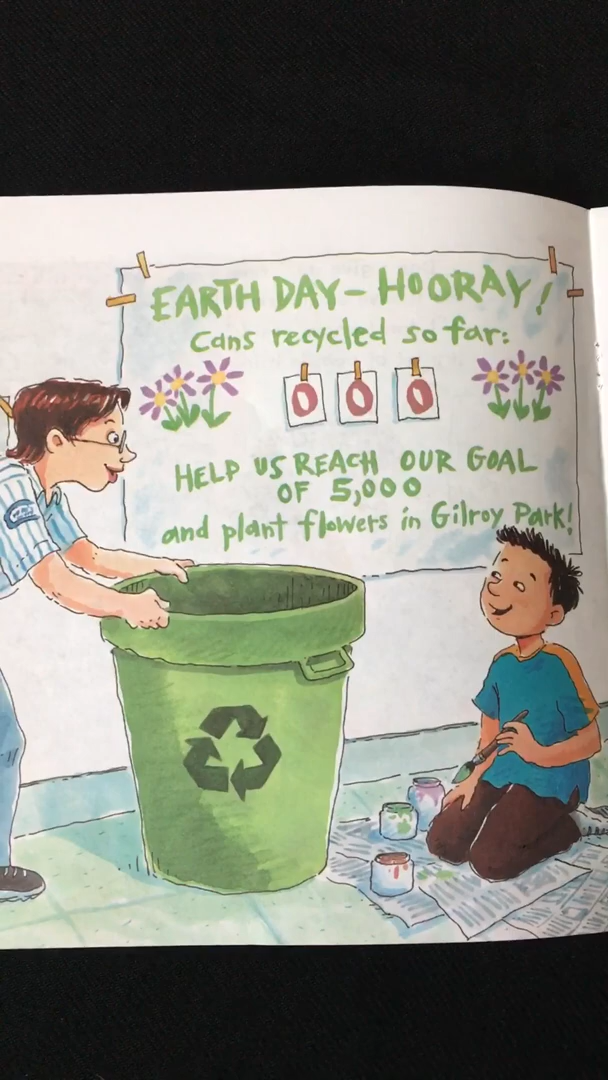 EARTH DAY – HOORAY!
Cans recycled so far:
0 0 0
HELP US REACH OUR GOAL
OF 5,000
and plant flowers in Gilroy Park!